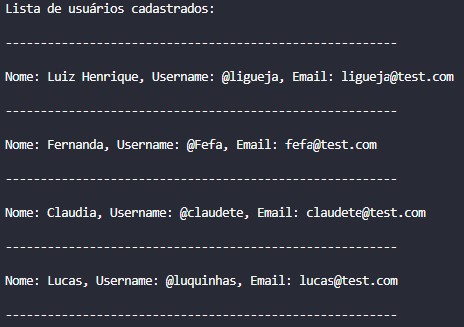 Lista de usuários cadastrados:
--------------------------------------------------------
Nome: Luiz Henrique, Username: @ligueja, Email: ligueja@test.com
--------------------------------------------------------
Nome: Fernanda, Username: @Fefa, Email: fefa@test.com
--------------------------------------------------------
Nome: Claudia, Username: @claudete, Email: claudete@test.com
--------------------------------------------------------
Nome: Lucas, Username: @luquinhas, Email: lucas@test.com
--------------------------------------------------------